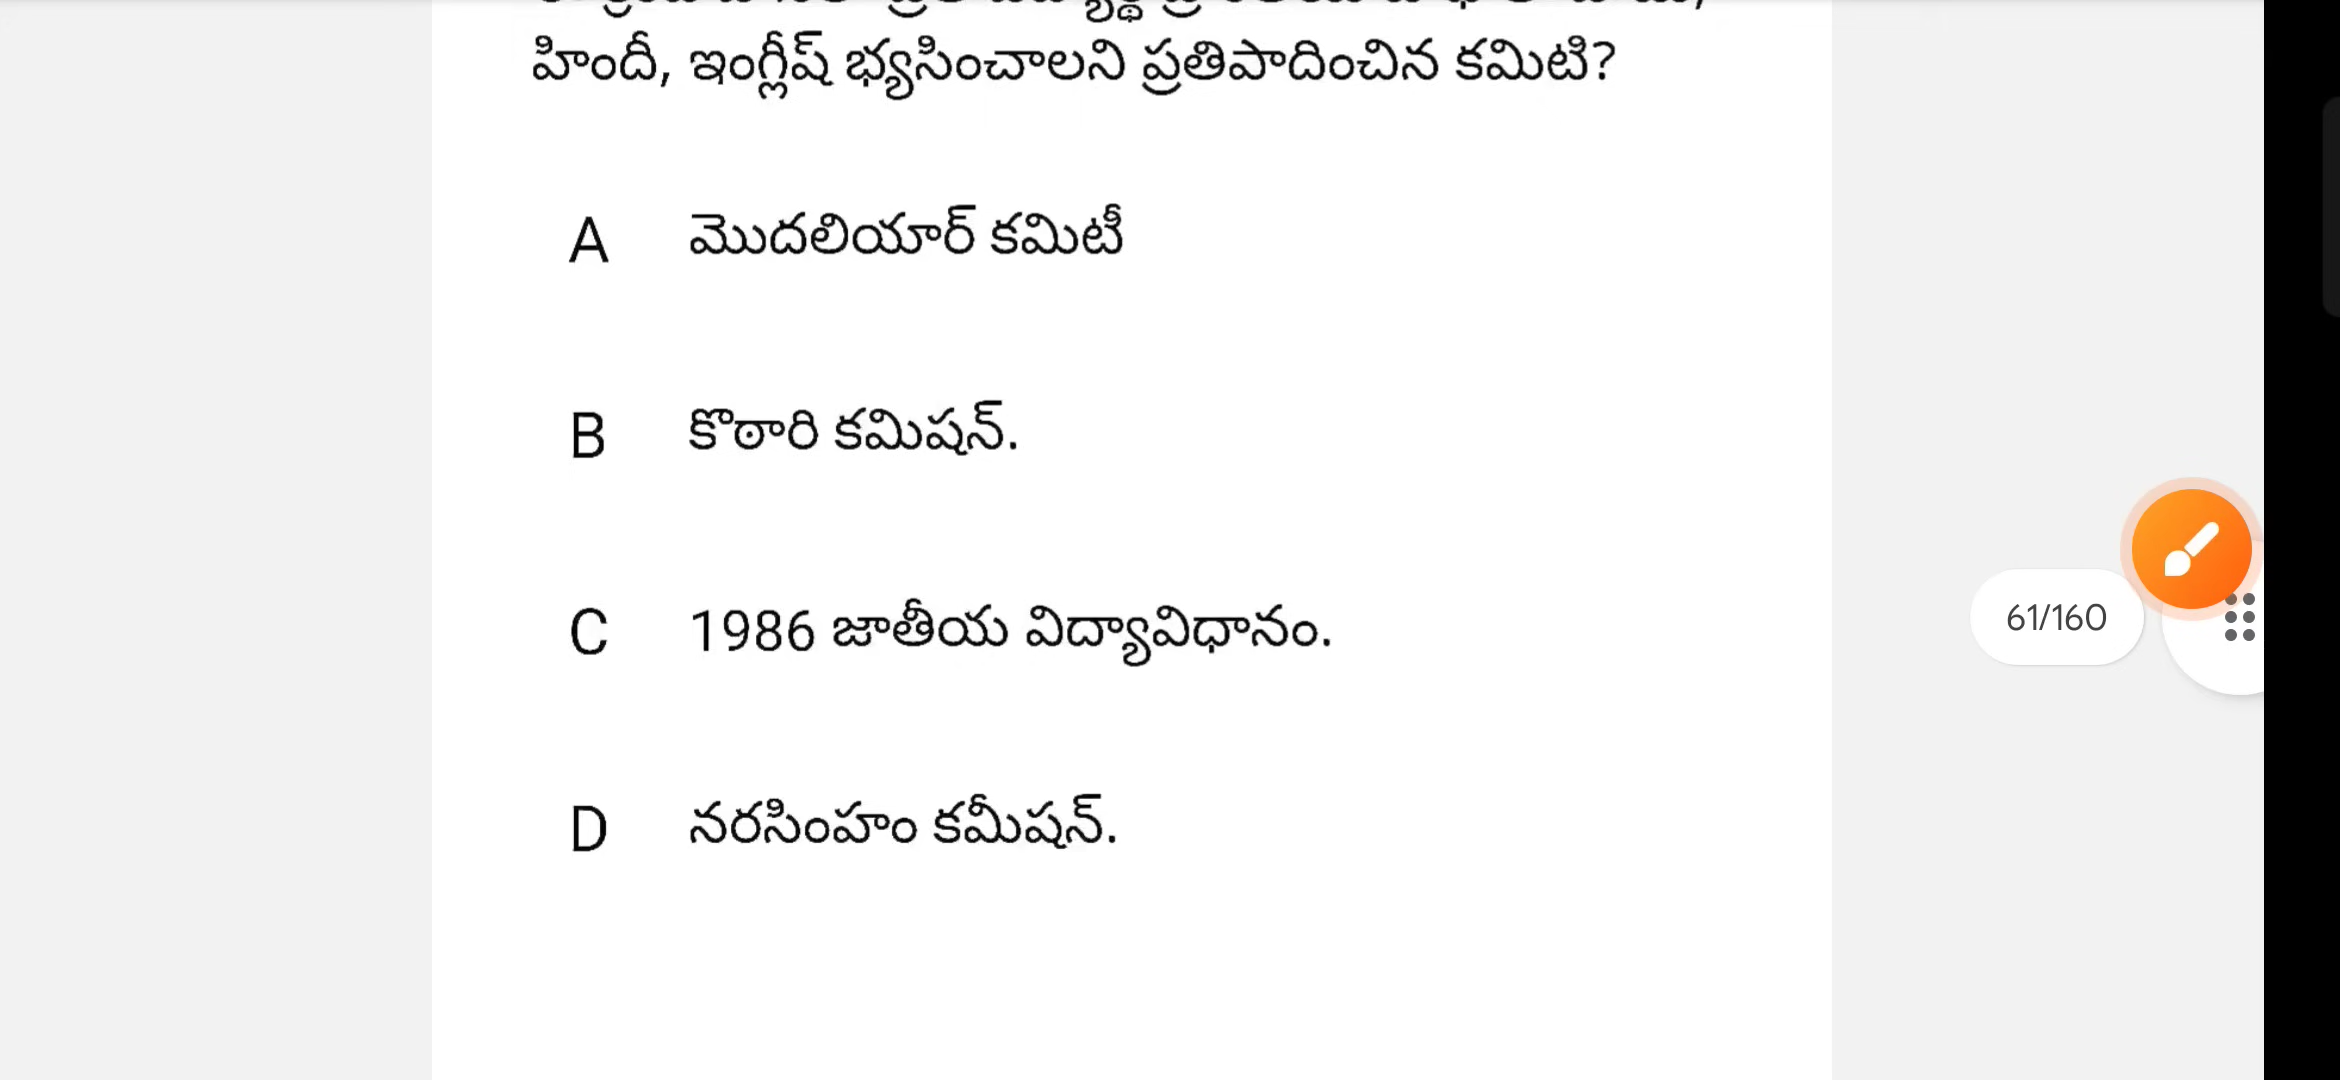 హిందీ, ఇంగ్లీష్ భ్యసించాలని ప్రతిపాదించిన కమిటి?
A మొదలియార్ కమిటీ
B కొఠారి కమిషన్.
C 1986 జాతీయ విద్యావిధానం.
D నరసింహం కమీషన్.
61/160